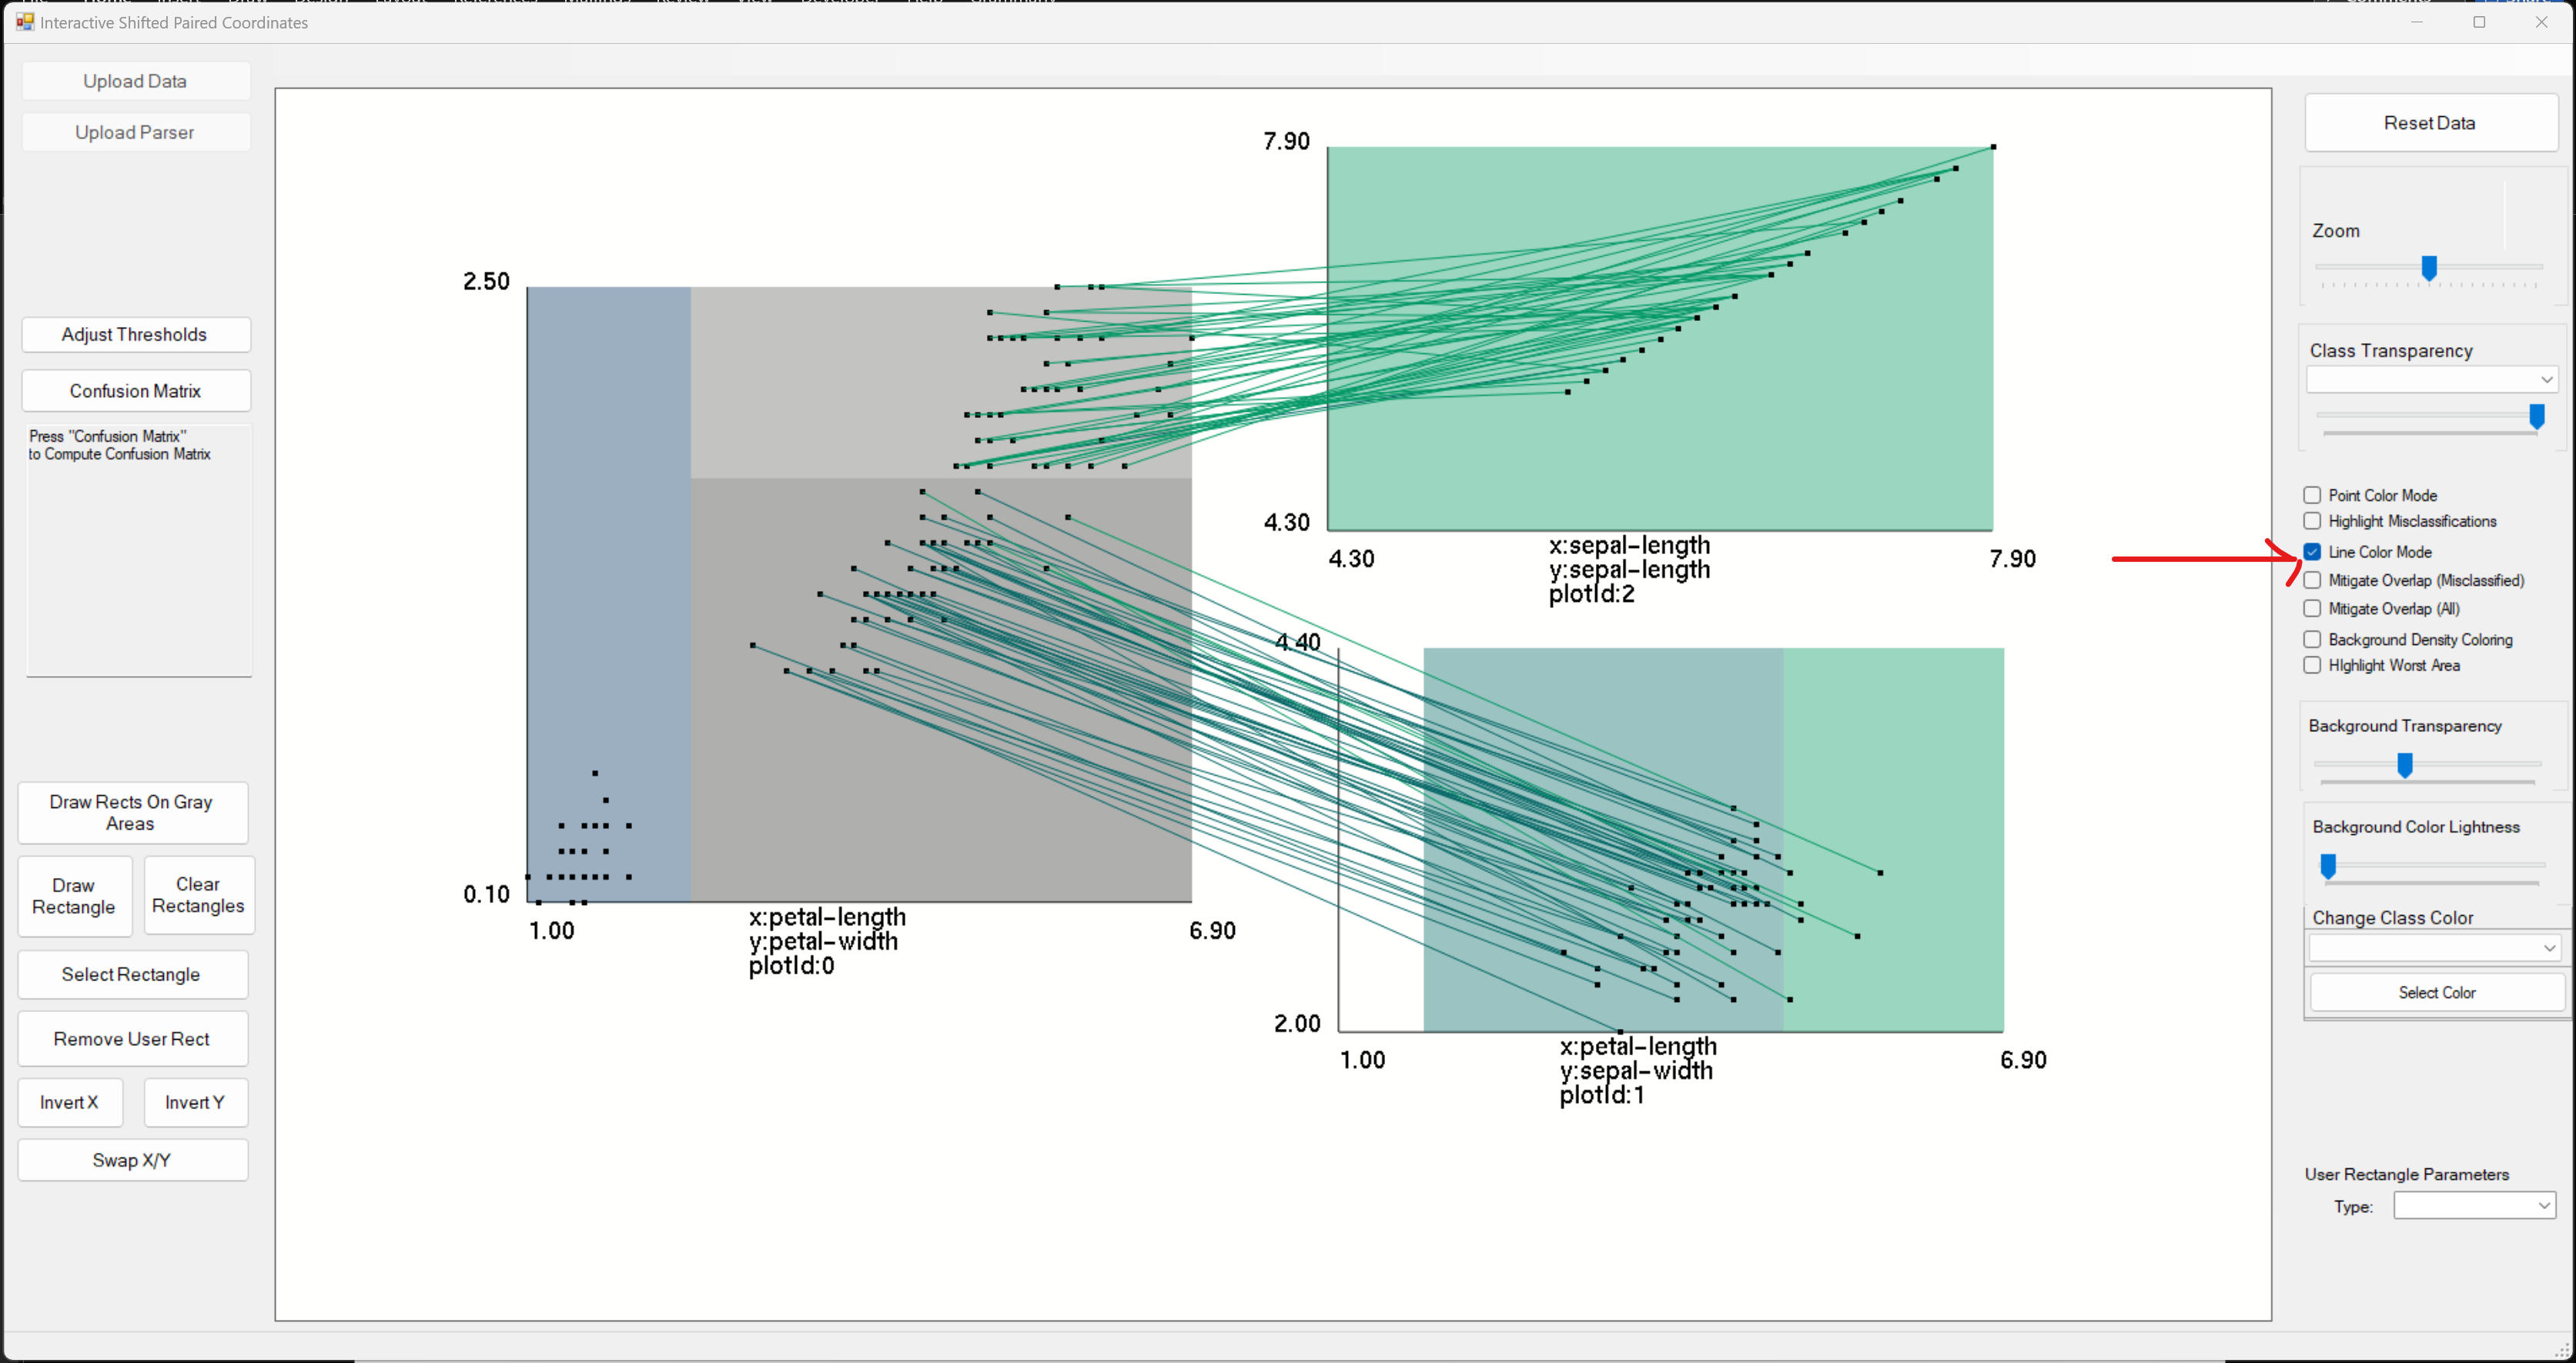 Interactive Shifted Paired Coordinates
Upload Data
Upload Parser
Adjust Thresholds
Confusion Matrix
Press "Confusion Matrix"
to Compute Confusion Matrix
Draw Rects On Gray
Areas
Draw
Rectangle
Clear
Rectangles
Select Rectangle
Remove User Rect
Invert X
Invert Y
Swap X/Y
2.50
0.10
1.00
6.90
x:petal-length
y:petal-width
plotId:0
7.90
4.30
4.30
7.90
x:sepal-length
y:sepal-length
plotId:2
4.40
2.00
1.00
6.90
x:petal-length
y:sepal-width
plotId:1
Reset Data
Zoom
Class Transparency
Point Color Mode
Highlight Misclassifications
Line Color Mode
Mitigate Overlap (Misclassified)
Mitigate Overlap (All)
Background Density Coloring
HIghlight Worst Area
Background Transparency
Background Color Lightness
Change Class Color
Select Color
User Rectangle Parameters
Type: